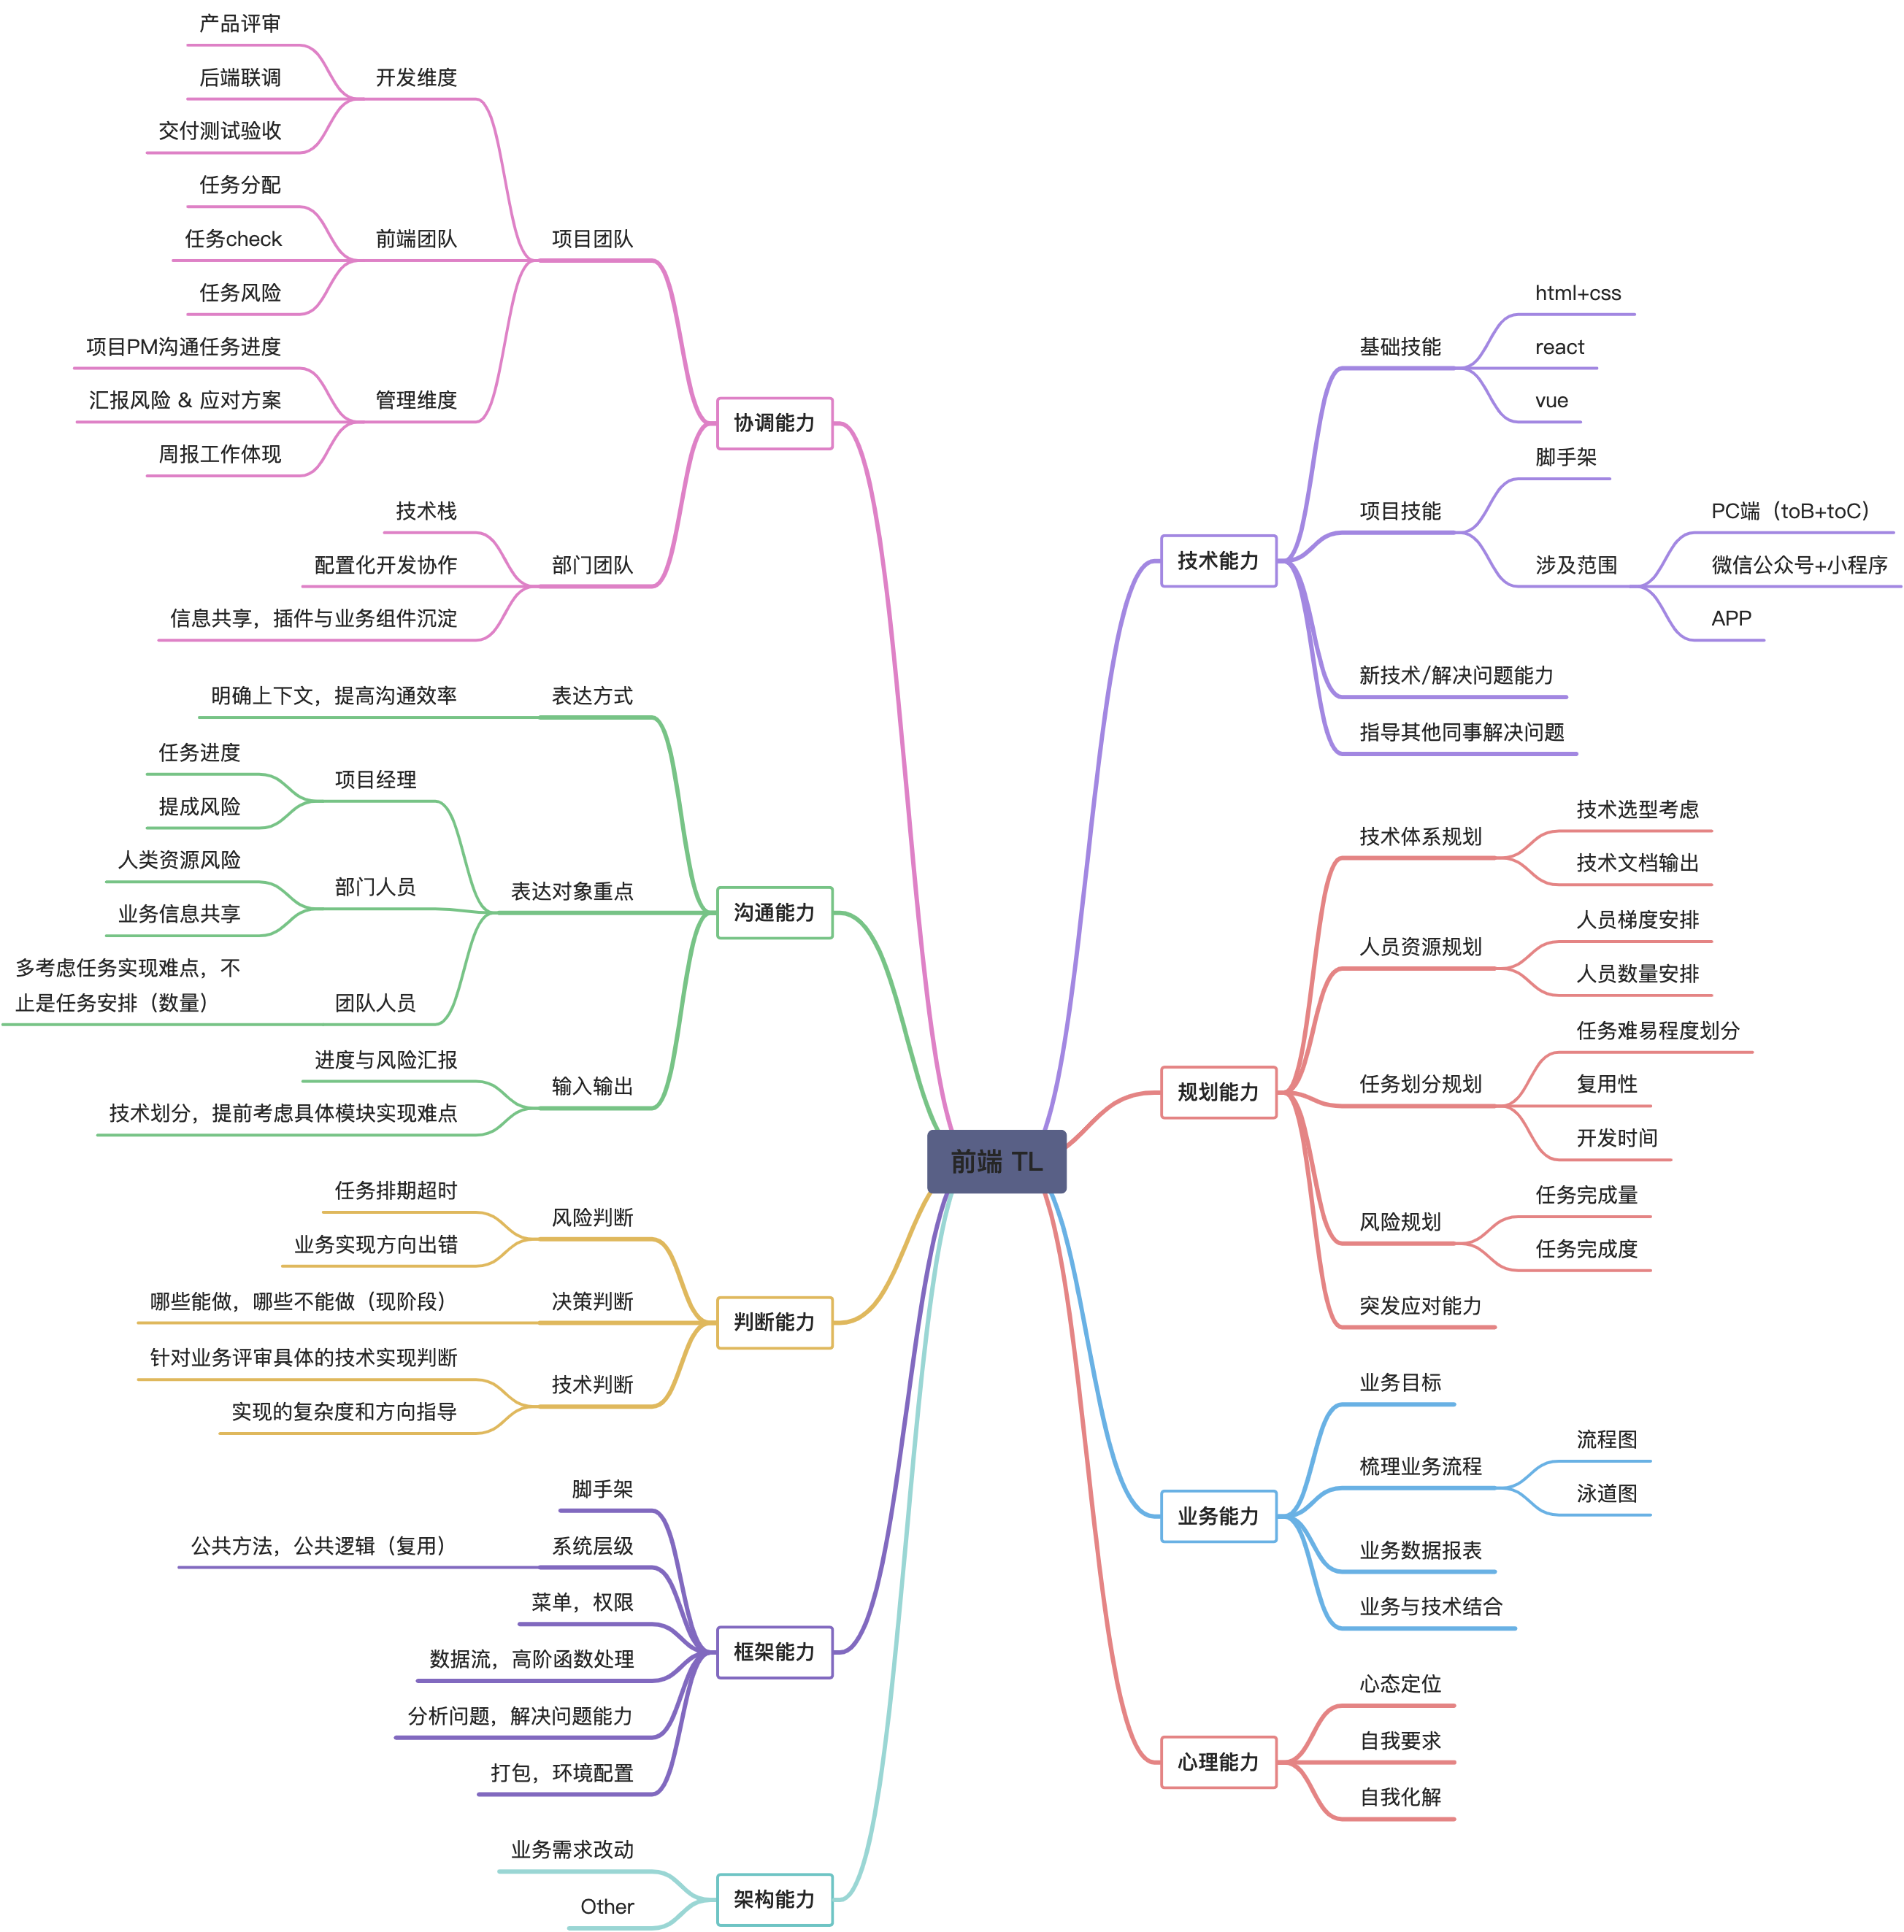 前端 TL
协调能力
项目团队
开发维度
产品评审
后端联调
交付测试验收
前端团队
任务分配
任务check
任务风险
管理维度
项目PM沟通任务进度
汇报风险 & 应对方案
周报工作体现
部门团队
技术栈
配置化开发协作
信息共享，插件与业务组件沉淀
沟通能力
表达方式
明确上下文，提高沟通效率
表达对象重点
项目经理
任务进度
提成风险
部门人员
人类资源风险
业务信息共享
团队人员
多考虑任务实现难点，不
止是任务安排（数量）
输入输出
进度与风险汇报
技术划分，提前考虑具体模块实现难点
判断能力
风险判断
任务排期超时
业务实现方向出错
决策判断
哪些能做，哪些不能做（现阶段）
技术判断
针对业务评审具体的技术实现判断
实现的复杂度和方向指导
框架能力
脚手架
系统层级
公共方法，公共逻辑（复用）
菜单，权限
数据流，高阶函数处理
分析问题，解决问题能力
打包，环境配置
架构能力
业务需求改动
Other
技术能力
基础技能
html+css
react
vue
项目技能
脚手架
涉及范围
PC端（toB+toC）
微信公众号+小程序
APP
新技术/解决问题能力
指导其他同事解决问题
规划能力
技术体系规划
技术选型考虑
技术文档输出
人员资源规划
人员梯度安排
人员数量安排
任务划分规划
任务难易程度划分
复用性
开发时间
风险规划
任务完成量
任务完成度
突发应对能力
业务能力
业务目标
梳理业务流程
流程图
泳道图
业务数据报表
业务与技术结合
心理能力
心态定位
自我要求
自我化解